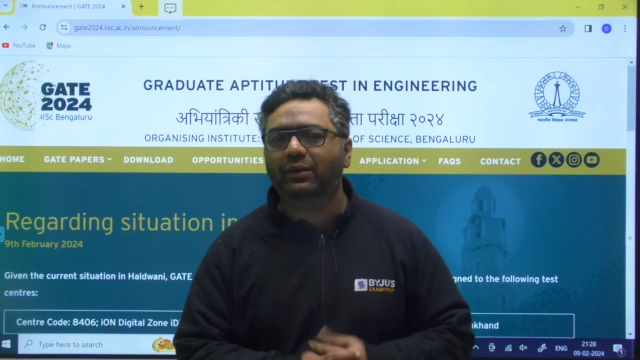 Announcement | GATE 2024
gate2024.iisc.ac.in/announcement/
YouTube Maps
GATE 2024
IISc Bengaluru
GRADUATE APTITU TEST IN ENGINEERING
अभियांत्रिकी परीक्षा २०२४
ORGANISING INSTITUTE: OF SCIENCE, BENGALURU
HOME GATE PAPERS DOWNLOAD OPPORTUNITIES APPLICATION FAQS CONTACT
Regarding situation in
9th February 2024
Given the current situation in Haldwani, GATE gned to the following test
centres:
Centre Code: 8406; iON Digital Zone iD khand
BYJU'S
EXAM PREP
Type here to search
ENG
21:28
09-02-2024